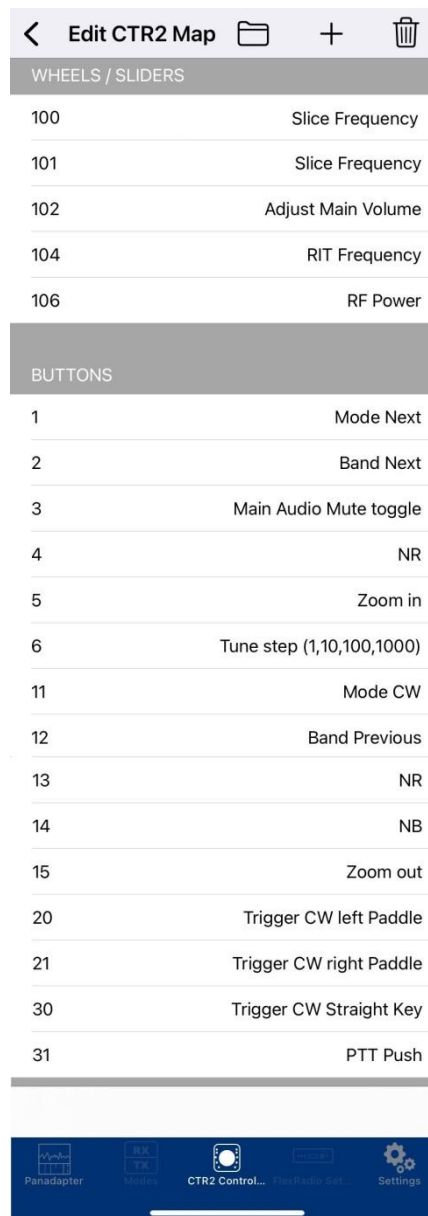 Edit CTR2 Map
WHEELS / SLIDERS
100 Slice Frequency
101 Slice Frequency
102 Adjust Main Volume
104 RIT Frequency
106 RF Power
BUTTONS
1 Mode Next
2 Band Next
3 Main Audio Mute toggle
4 NR
5 Zoom in
6 Tune step (1,10,100,1000)
11 Mode CW
12 Band Previous
13 NR
14 NB
15 Zoom out
20 Trigger CW left Paddle
21 Trigger CW right Paddle
30 Trigger CW Straight Key
31 PTT Push
RX
TX
Panadapter Modes CTR2 Control... FlexRadio Set... Settings